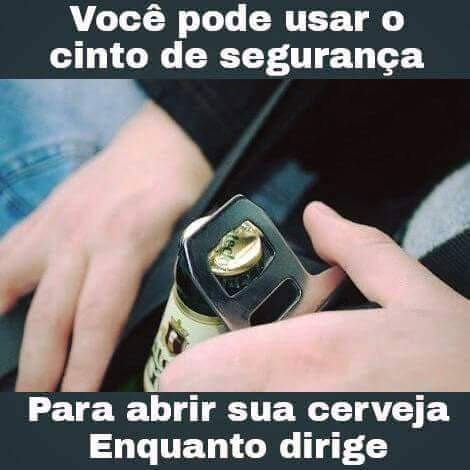 Você pode usar o
cinto de segurança
Para abrir sua cerveja
Enquanto dirige